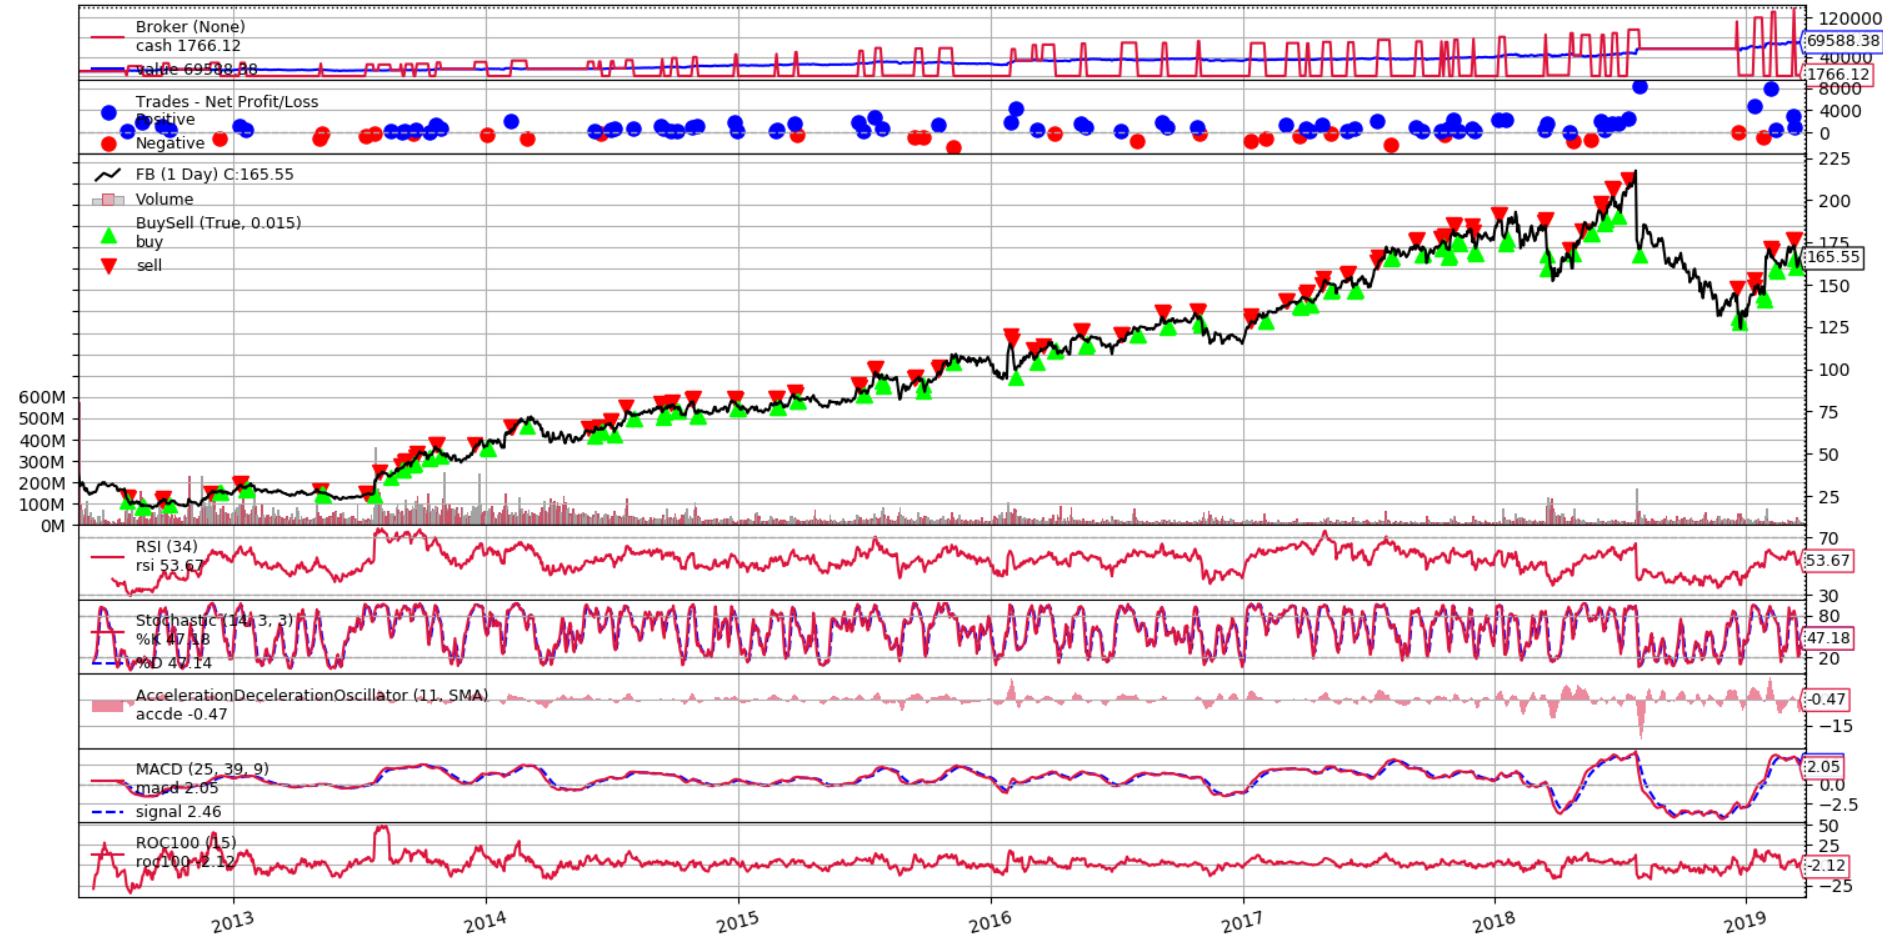 Broker (None)
cash 1766.12
value 69588.38
120000
69588.38
40000
1766.12
Trades - Net Profit/Loss
Positive
Negative
8000
4000
0
FB (1 Day) C:165.55
Volume
BuySell (True, 0.015)
buy
sell
225
200
175
165.55
150
125
100
75
50
25
600M
500M
400M
300M
200M
100M
0M
RSI (34)
rsi 53.67
70
53.67
30
Stochastic (14, 3, 3)
%K 47.18
%D 47.14
80
47.18
20
AccelerationDecelerationOscillator (11, SMA)
accde -0.47
-0.47
−15
MACD (25, 39, 9)
macd 2.05
signal 2.46
2.05
0.0
−2.5
ROC100 (15)
roc100 -2.12
50
25
-2.12
−25
2013
2014
2015
2016
2017
2018
2019